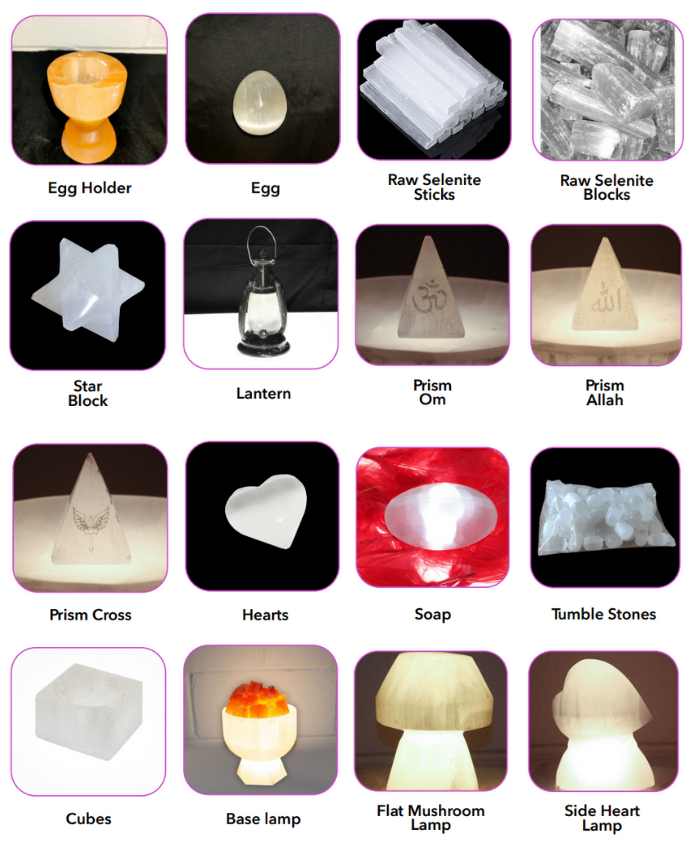 Egg Holder
Egg
Raw Selenite
Sticks
Raw Selenite
Blocks
Star
Block
Lantern
ॐ
Prism
Om
الله
Prism
Allah
Prism Cross
Hearts
Soap
Tumble Stones
Cubes
Base lamp
Flat Mushroom
Lamp
Side Heart
Lamp